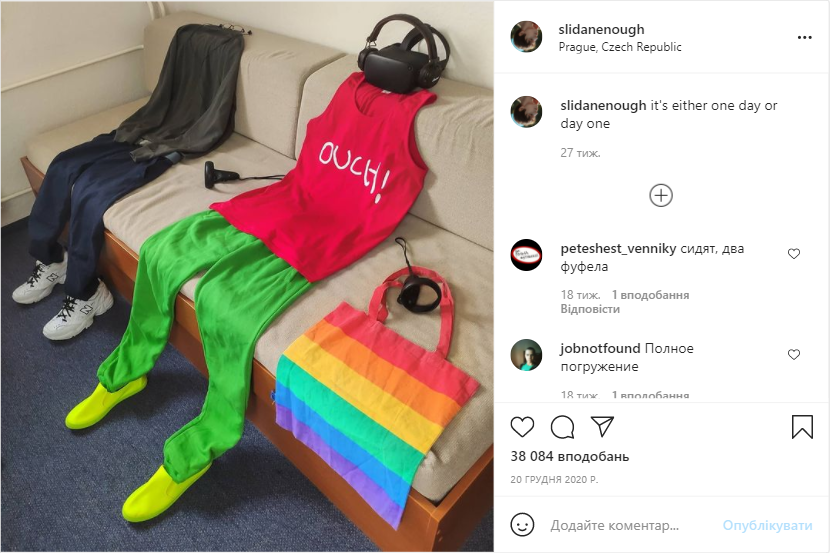 OUCH!
slidanenough
Prague, Czech Republic
slidanenough it's either one day or
day one
27 тиж.
peteshest_venniky сидят, два
фуфела
18 тиж. 1 вподобання
Відповісти
jobnotfound Полное
погружение
18 тиж. 1 вподобання
38 084 вподобань
20 ГРУДНЯ 2020 Р.
Додайте коментар... Опублікувати